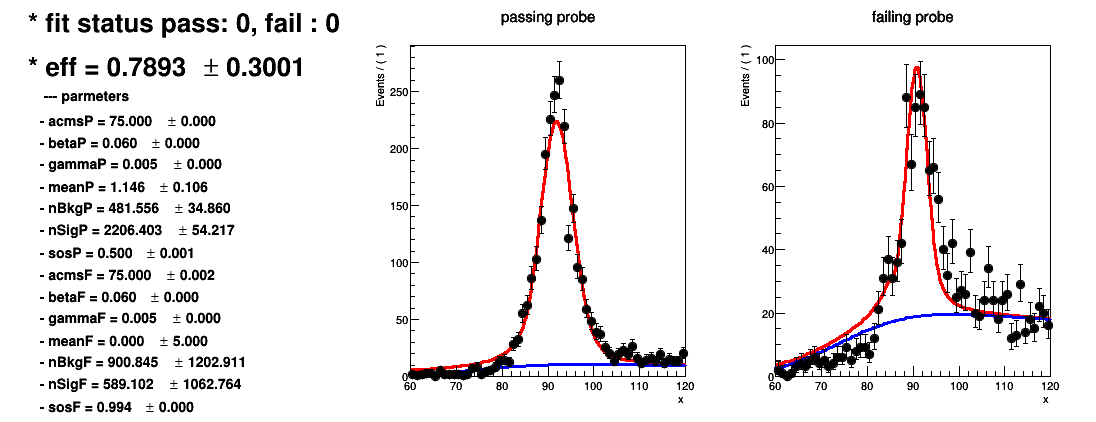 * fit status pass: 0, fail : 0
* eff = 0.7893 ± 0.3001
--- parmeters
- acmsP = 75.000 ± 0.000
- betaP = 0.060 ± 0.000
- gammaP = 0.005 ± 0.000
- meanP = 1.146 ± 0.106
- nBkgP = 481.556 ± 34.860
- nSigP = 2206.403 ± 54.217
- sosP = 0.500 ± 0.001
- acmsF = 75.000 ± 0.002
- betaF = 0.060 ± 0.000
- gammaF = 0.005 ± 0.000
- meanF = 0.000 ± 5.000
- nBkgF = 900.845 ± 1202.911
- nSigF = 589.102 ± 1062.764
- sosF = 0.994 ± 0.000
passing probe
Events / ( 1 )
250
200
150
100
50
0
60 70 80 90 100 110 120
x
failing probe
Events / ( 1 )
100
80
60
40
20
0
60 70 80 90 100 110 120
x